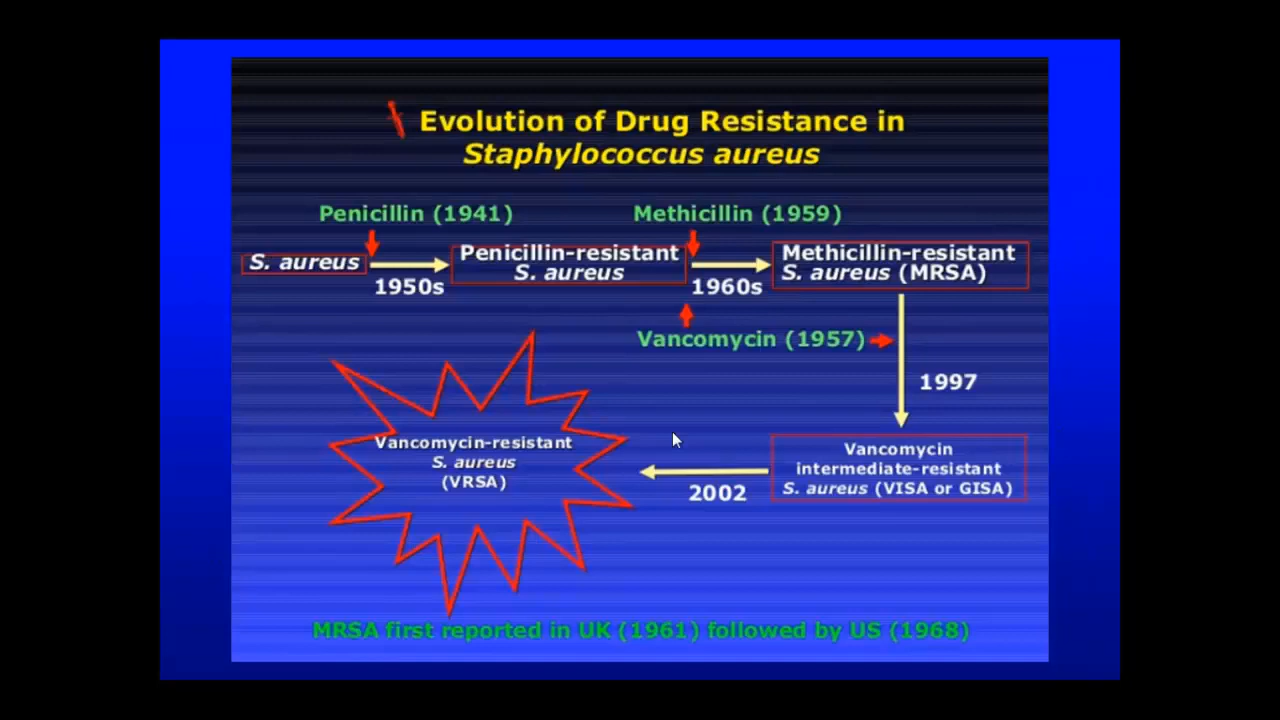 Evolution of Drug Resistance in
Staphylococcus aureus
Penicillin (1941)
Methicillin (1959)
S. aureus
1950s
Penicillin-resistant
S. aureus
1960s
Methicillin-resistant
S. aureus (MRSA)
Vancomycin (1957)
1997
Vancomycin
intermediate-resistant
S. aureus (VISA or GISA)
2002
Vancomycin-resistant
S. aureus
(VRSA)
MRSA first reported in UK (1961) followed by US (1968)